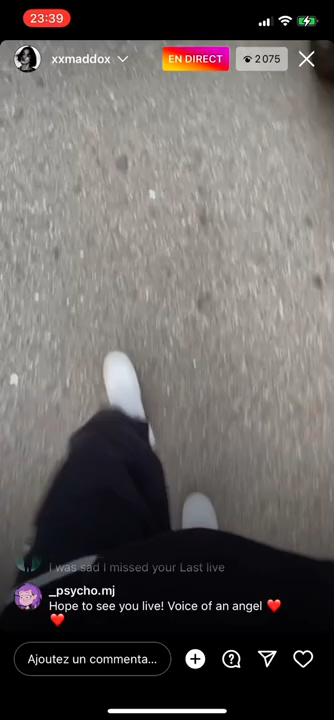 23:39
xxmaddox
EN DIRECT
2 075
I was sad I missed your Last live
_psycho.mj
Hope to see you live! Voice of an angel ❤️
❤️
Ajoutez un commenta...